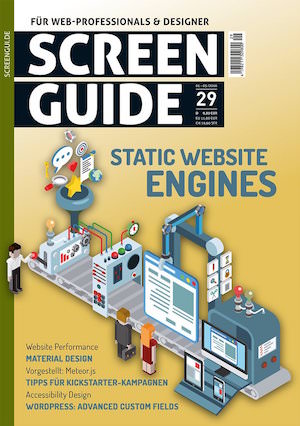 FÜR WEB-PROFESSIONALS & DESIGNER
SCREENGUIDE
SCREEN
GUIDE
29
STATIC WEBSITE
ENGINES
Website Performance
MATERIAL DESIGN
Vorgestellt: Meteor.js
TIPPS FÜR KICKSTARTER-KAMPAGNEN
Accessibility Design
WORDPRESS: ADVANCED CUSTOM FIELDS